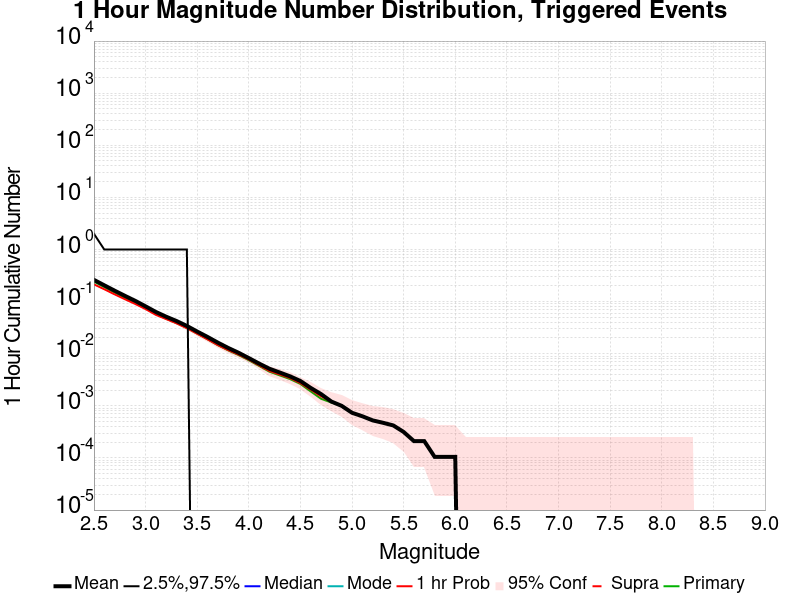 1 Hour Magnitude Number Distribution, Triggered Events
1 Hour Cumulative Number
10^4
10^3
10^2
10^1
10^0
10^-1
10^-2
10^-3
10^-4
10^-5
2.5 3.0 3.5 4.0 4.5 5.0 5.5 6.0 6.5 7.0 7.5 8.0 8.5 9.0
Magnitude
Mean 2.5%,97.5% Median Mode 1 hr Prob 95% Conf Supra Primary